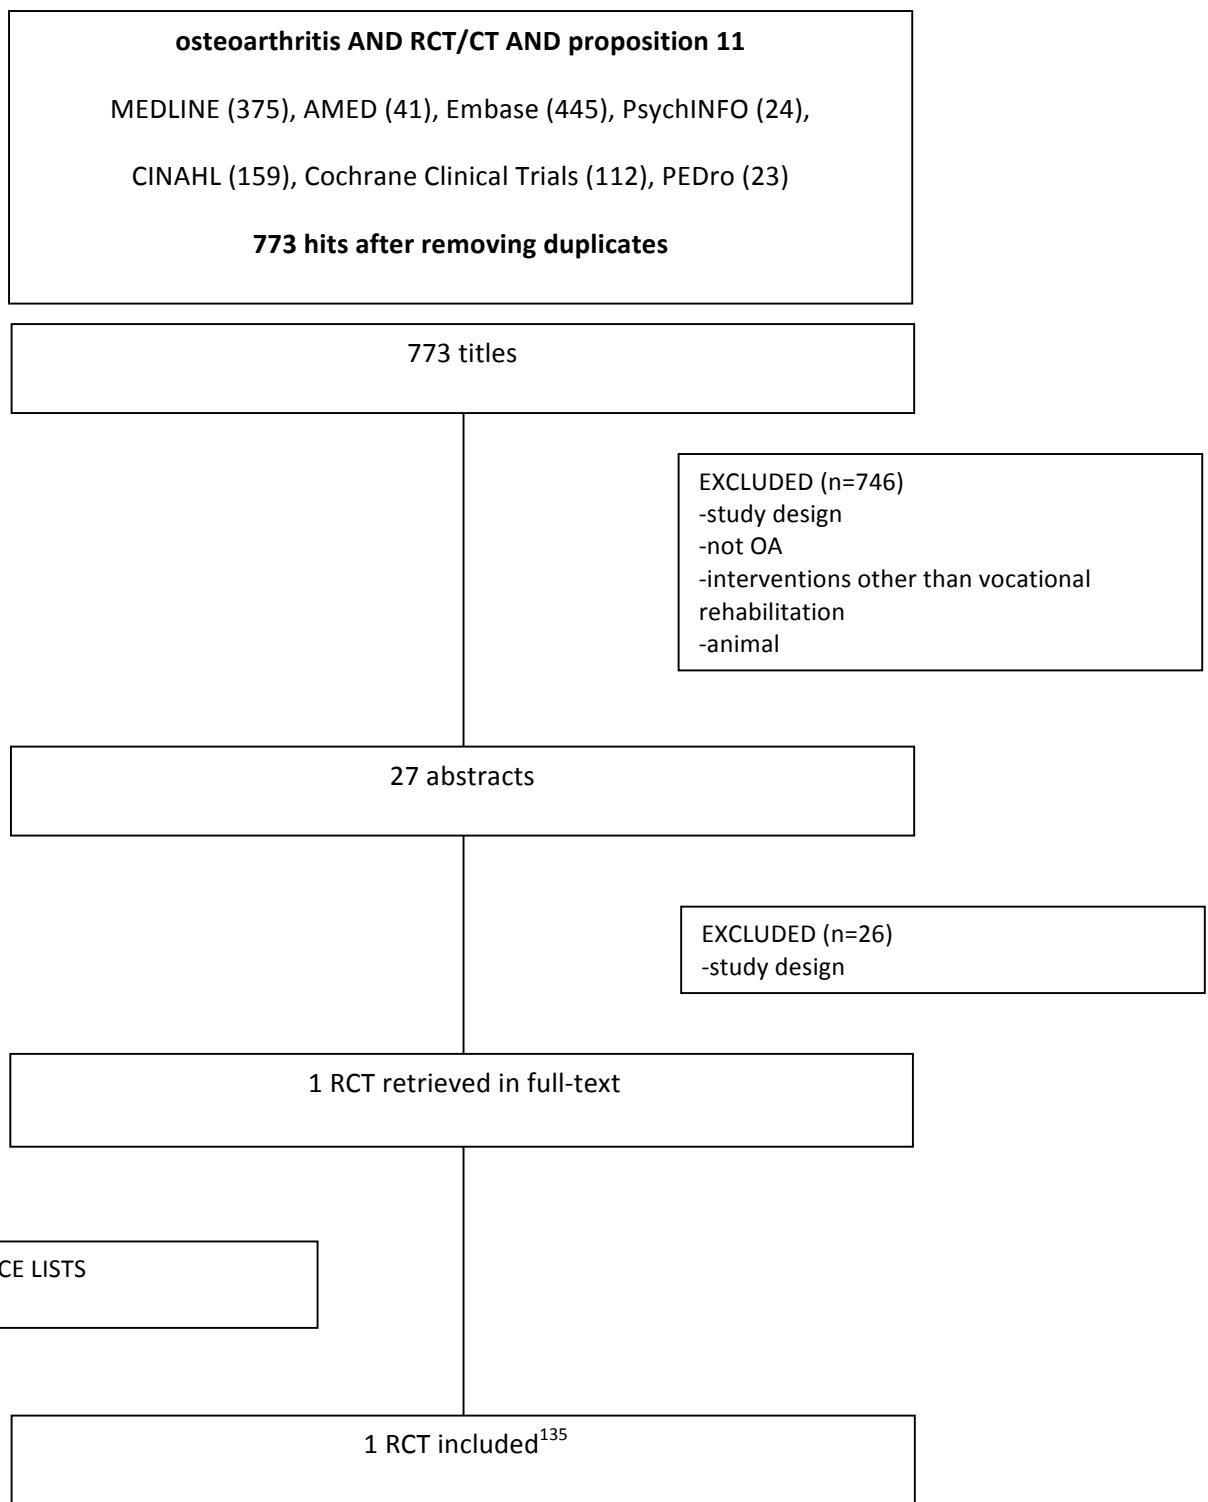 osteoarthritis AND RCT/CT AND proposition 11
MEDLINE (375), AMED (41), Embase (445), PsychINFO (24),
CINAHL (159), Cochrane Clinical Trials (112), PEDro (23)
773 hits after removing duplicates
773 titles
EXCLUDED (n=746)
-study design
-not OA
-interventions other than vocational
rehabilitation
-animal
27 abstracts
EXCLUDED (n=26)
-study design
1 RCT retrieved in full-text
CE LISTS
1 RCT included135